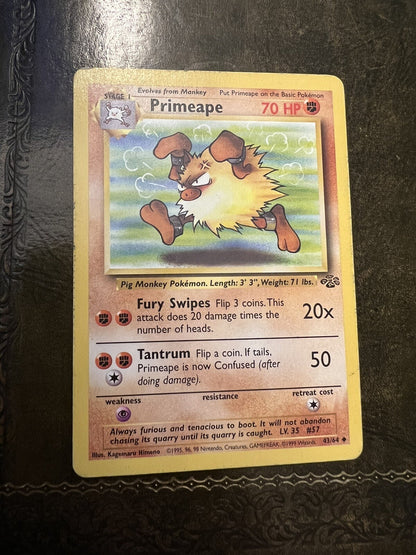 STAGE 1 Evolves from Mankey Put Primeape on the Basic Pokémon
Primeape 70 HP
Pig Monkey Pokémon. Length: 3' 3", Weight: 71 lbs.
Fury Swipes Flip 3 coins. This
attack does 20 damage times the
number of heads.
20x
Tantrum Flip a coin. If tails,
Primeape is now Confused (after
doing damage).
50
weakness resistance retreat cost
Always furious and tenacious to boot. It will not abandon
chasing its quarry until its quarry is caught. LV. 35 #57
Illus. Kagemaru Himeno ©1995, 96, 98 Nintendo, Creatures, GAMEFREAK. ©1999 Wizards. 43/64